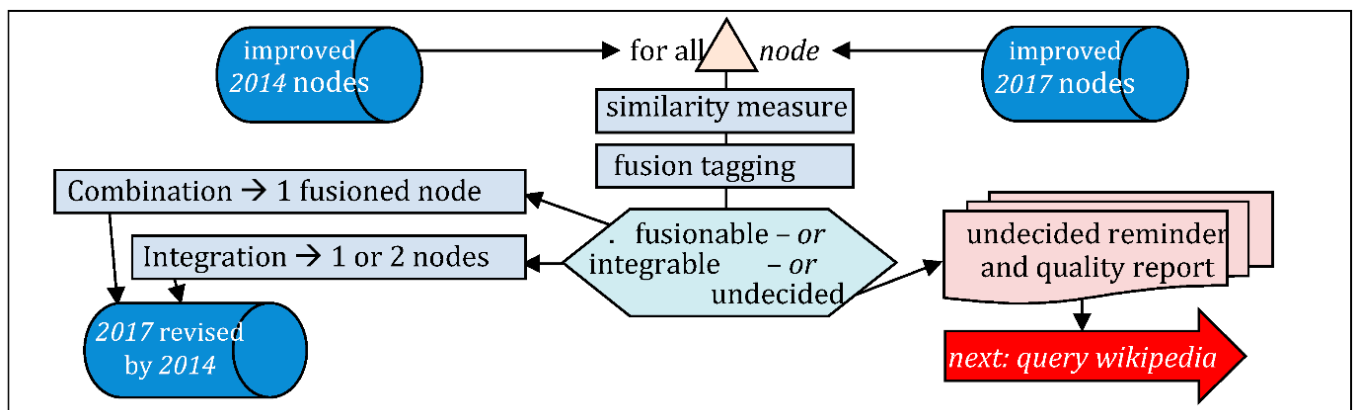 improved
2014 nodes
for all node
improved
2017 nodes
similarity measure
fusion tagging
Combination → 1 fusioned node
Integration → 1 or 2 nodes
. fusionable – or
integrable – or
undecided
undecided reminder
and quality report
2017 revised
by 2014
next: query wikipedia